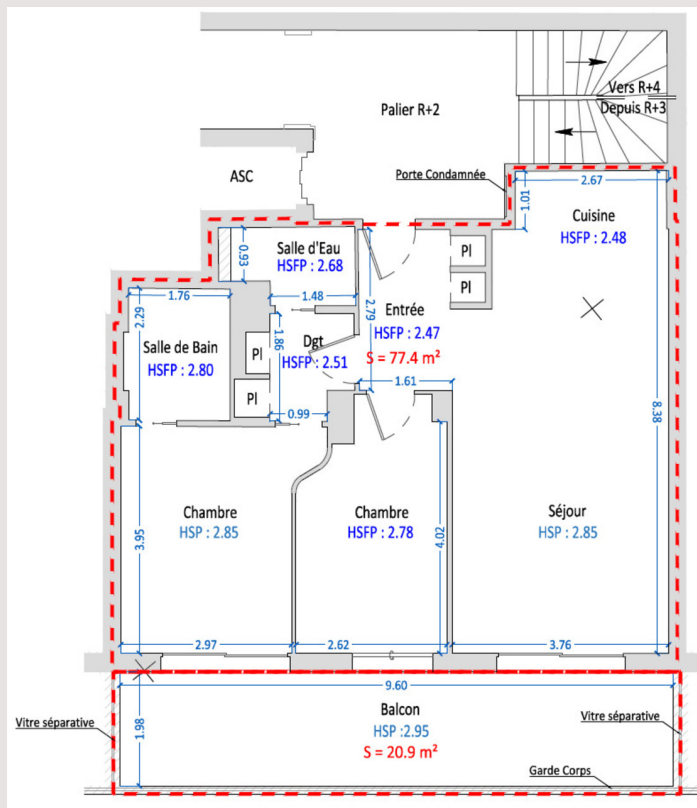 Vers R+4
Depuis R+3
Palier R+2
ASC
Porte Condamnée
2.67
1.01
Cuisine
HSFP : 2.48
Salle d'Eau
HSFP : 2.68
0.93
1.48
Pl
Pl
2.79
Entrée
HSFP : 2.47
S = 77.4 m²
1.76
2.29
Salle de Bain
HSFP : 2.80
Pl
Pl
1.86
Dgt
HSFP : 2.51
0.99
1.61
8.38
Chambre
HSP : 2.85
3.95
2.97
Chambre
HSFP : 2.78
4.02
2.62
Séjour
HSP : 2.85
3.76
9.60
Balcon
HSP :2.95
S = 20.9 m²
1.98
Vitre séparative
Vitre séparative
Garde Corps